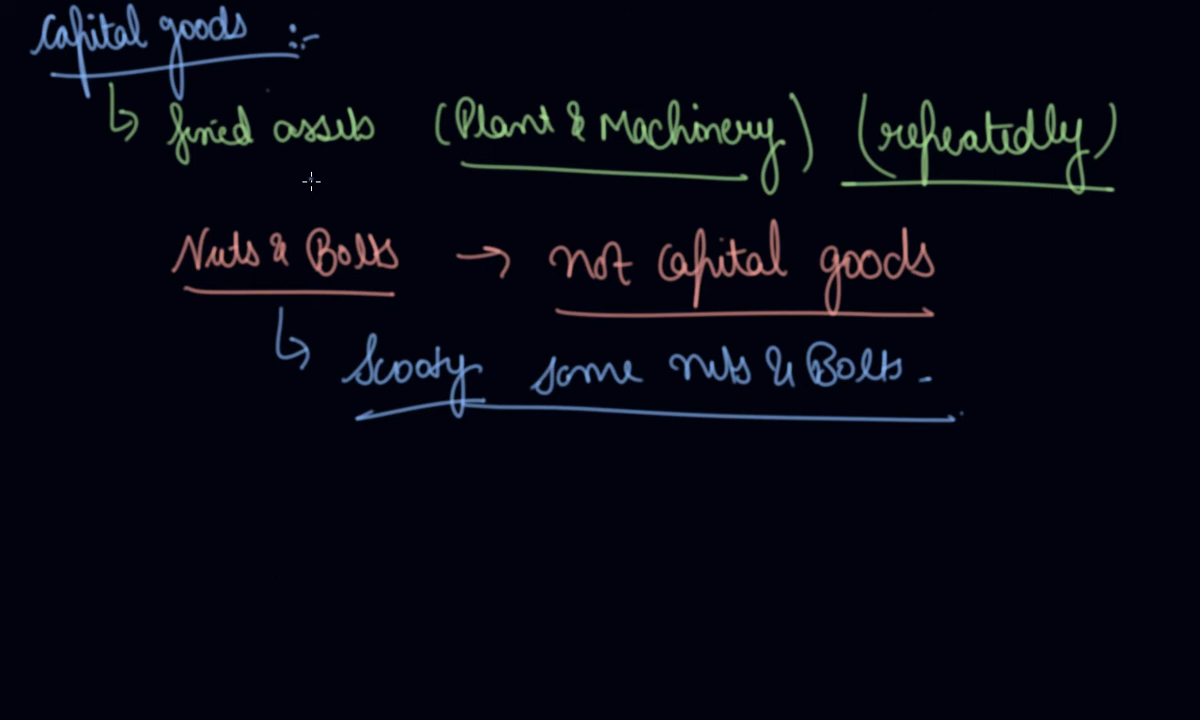 Capital goods :-
↳ fixed assets (Plant & Machinery) (repeatedly)
Nuts & Bolts → not capital goods
↳ Scooty some nuts & Bolts.